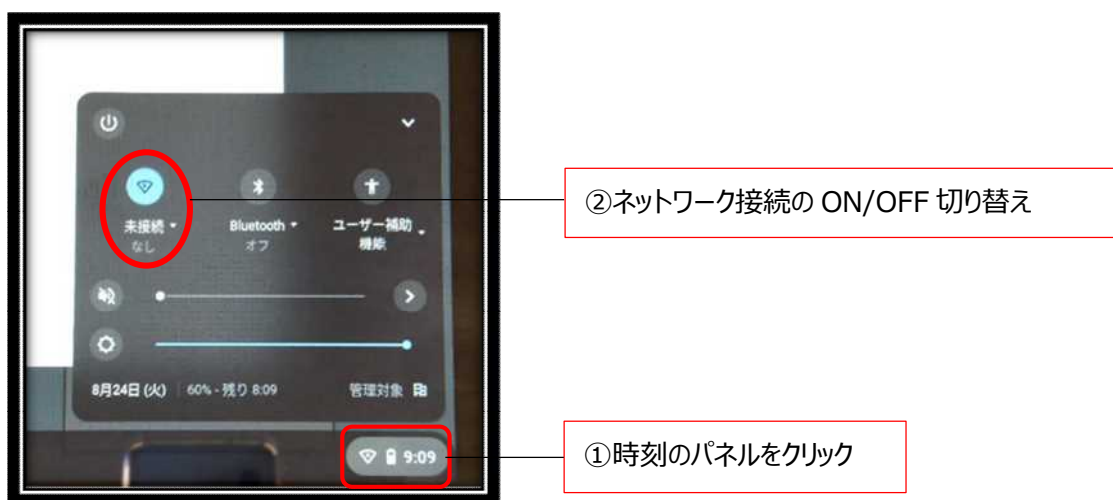 未接続
Bluetooth
ユーザー補助
なし
オフ
機能
②ネットワーク接続の ON/OFF 切り替え
8月24日 (火)
60% - 残り 8:09
管理対象
9:09
①時刻のパネルをクリック